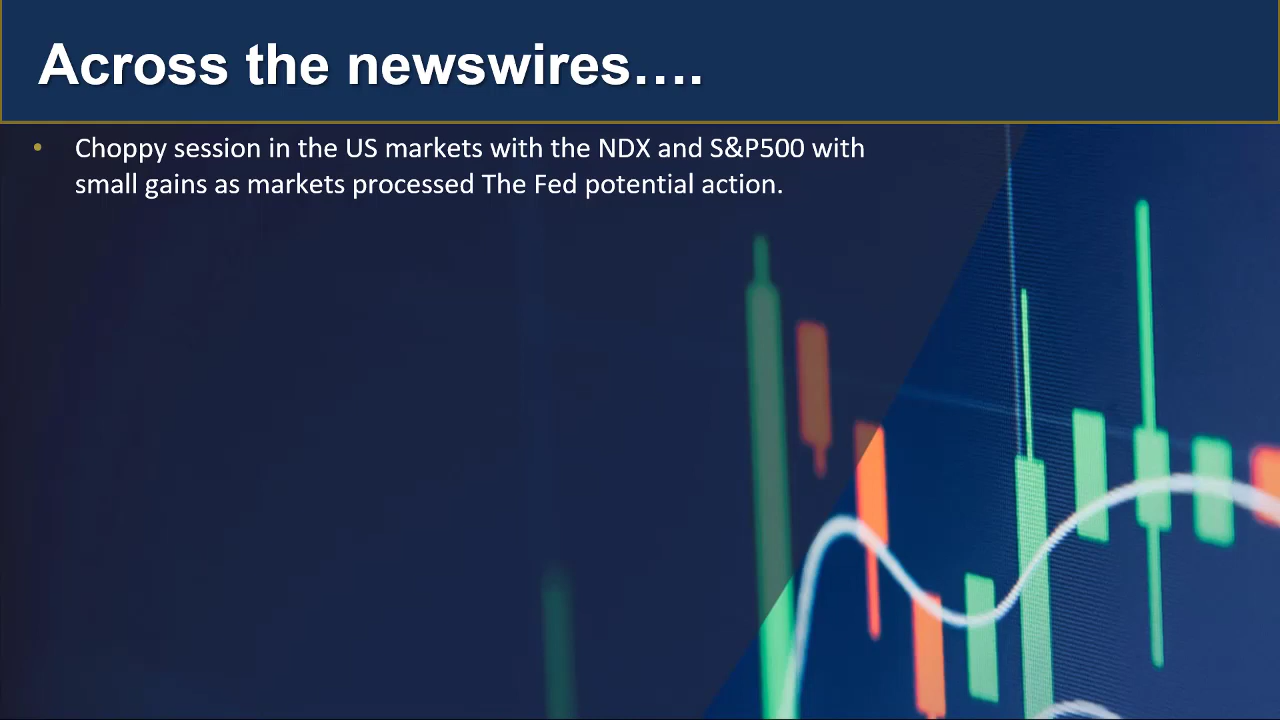 Across the newswires….
• Choppy session in the US markets with the NDX and S&P500 with
small gains as markets processed The Fed potential action.